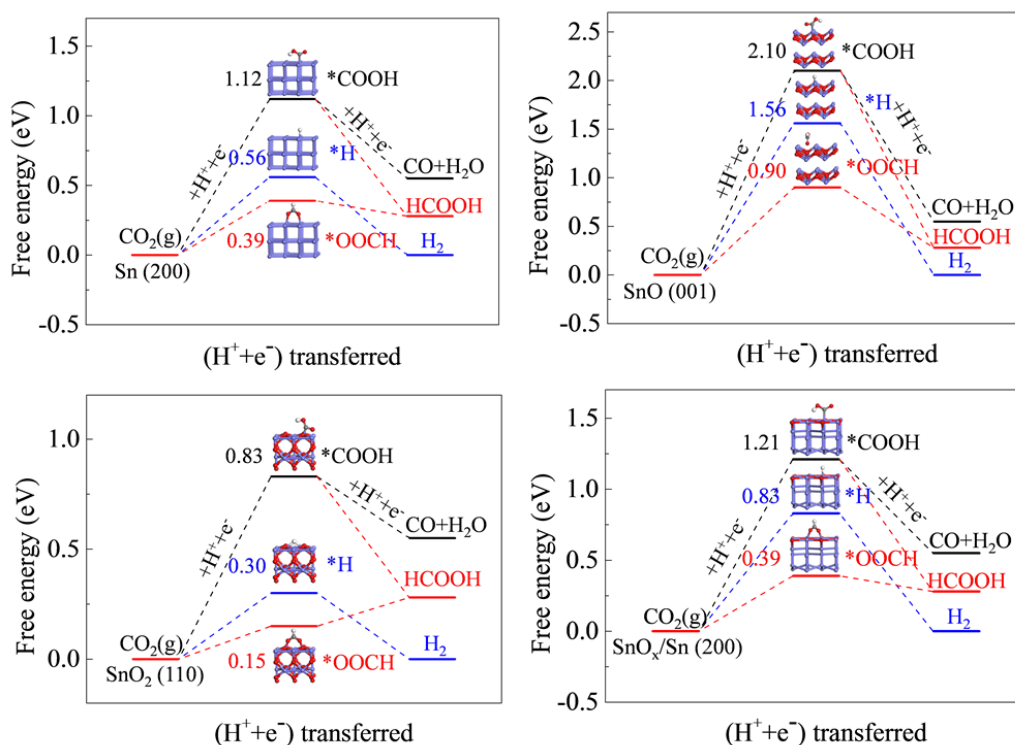 1.5
1.0
0.5
0.0
-0.5
Free energy (eV)
1.12
*COOH
+H⁺+e⁻
+H⁺+e⁻
0.56
*H
CO+H₂O
HCOOH
CO₂(g)
0.39
*OOCH
H₂
Sn (200)
(H⁺+e⁻) transferred
2.5
2.0
1.5
1.0
0.5
0.0
-0.5
Free energy (eV)
2.10
*COOH
+H⁺+e⁻
+H⁺+e⁻
1.56
*H
0.90
*OOCH
CO+H₂O
HCOOH
CO₂(g)
H₂
SnO (001)
(H⁺+e⁻) transferred
1.0
0.5
0.0
Free energy (eV)
0.83
*COOH
+H⁺+e⁻
+H⁺+e⁻
CO+H₂O
0.30
*H
HCOOH
CO₂(g)
H₂
SnO₂ (110)
0.15
*OOCH
(H⁺+e⁻) transferred
1.5
1.0
0.5
0.0
-0.5
Free energy (eV)
1.21
*COOH
+H⁺+e⁻
+H⁺+e⁻
0.83
*H
0.39
*OOCH
CO+H₂O
HCOOH
CO₂(g)
H₂
SnOₓ/Sn (200)
(H⁺+e⁻) transferred